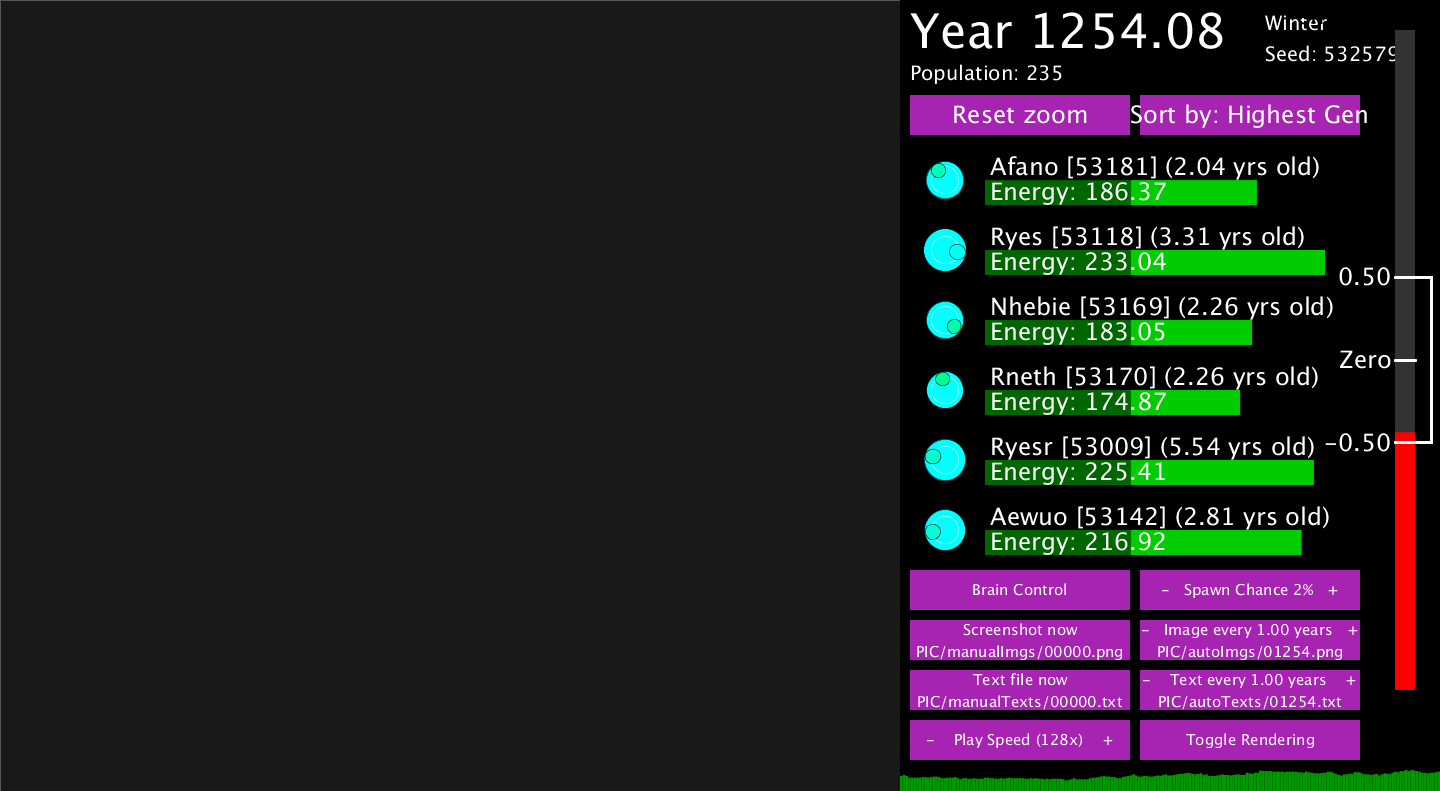 Year 1254.08
Winter
Seed: 532579
Population: 235
Reset zoom
Sort by: Highest Gen
Afano [53181] (2.04 yrs old)
Energy: 186.37
Ryes [53118] (3.31 yrs old)
Energy: 233.04
0.50
Nhebie [53169] (2.26 yrs old)
Energy: 183.05
Zero
Rneth [53170] (2.26 yrs old)
Energy: 174.87
-0.50
Ryesr [53009] (5.54 yrs old)
Energy: 225.41
Aewuo [53142] (2.81 yrs old)
Energy: 216.92
Brain Control
- Spawn Chance 2% +
Screenshot now
PIC/manualImgs/00000.png
- Image every 1.00 years +
PIC/autoImgs/01254.png
Text file now
PIC/manualTexts/00000.txt
- Text every 1.00 years +
PIC/autoTexts/01254.txt
- Play Speed (128x) +
Toggle Rendering